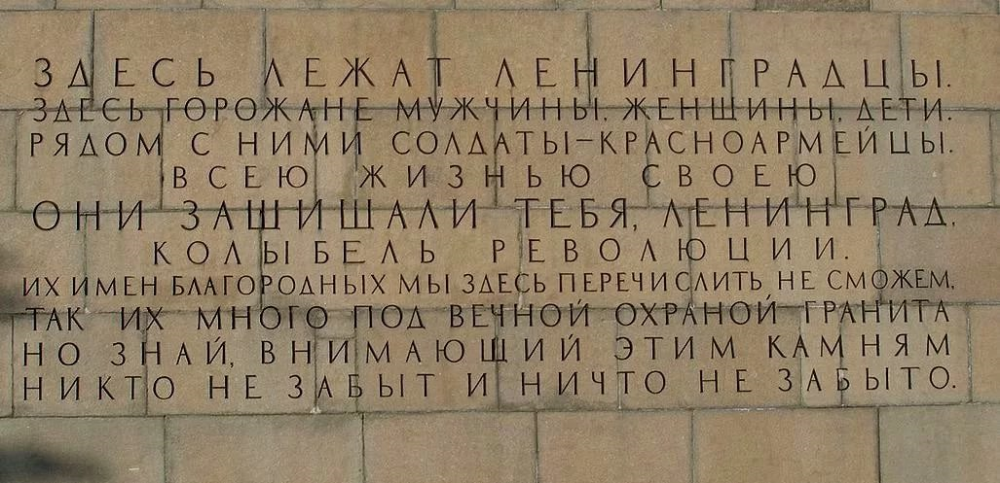 ЗДЕСЬ ЛЕЖАТ ЛЕНИНГРАДЦЫ.
ЗДЕСЬ ГОРОЖАНЕ МУЖЧИНЫ, ЖЕНЩИНЫ, ДЕТИ.
РЯДОМ С НИМИ СОЛДАТЫ–КРАСНОАРМЕЙЦЫ.
ВСЕЮ ЖИЗНЬЮ СВОЕЮ
ОНИ ЗАЩИЩАЛИ ТЕБЯ, ЛЕНИНГРАД,
КОЛЫБЕЛЬ РЕВОЛЮЦИИ.
ИХ ИМЕН БЛАГОРОДНЫХ МЫ ЗДЕСЬ ПЕРЕЧИСЛИТЬ НЕ СМОЖЕМ,
ТАК ИХ МНОГО ПОД ВЕЧНОЙ ОХРАНОЙ ГРАНИТА
НО ЗНАЙ, ВНИМАЮЩИЙ ЭТИМ КАМНЯМ
НИКТО НЕ ЗАБЫТ И НИЧТО НЕ ЗАБЫТО.